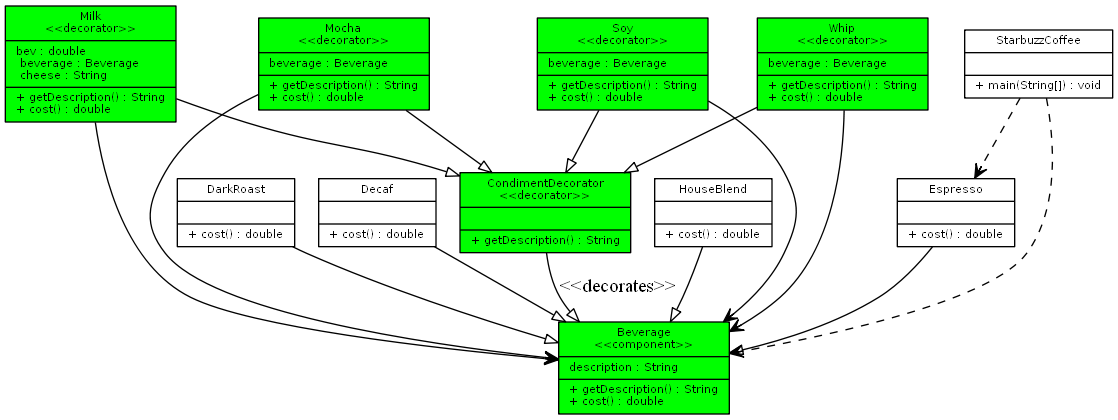 Milk
<<decorator>>
bev : double
beverage : Beverage
cheese : String
+ getDescription() : String
+ cost() : double
Mocha
<<decorator>>
beverage : Beverage
+ getDescription() : String
+ cost() : double
Soy
<<decorator>>
beverage : Beverage
+ getDescription() : String
+ cost() : double
Whip
<<decorator>>
beverage : Beverage
+ getDescription() : String
+ cost() : double
StarbuzzCoffee
+ main(String[]) : void
DarkRoast
+ cost() : double
Decaf
+ cost() : double
CondimentDecorator
<<decorator>>
+ getDescription() : String
HouseBlend
+ cost() : double
Espresso
+ cost() : double
<<decorates>>
Beverage
<<component>>
description : String
+ getDescription() : String
+ cost() : double